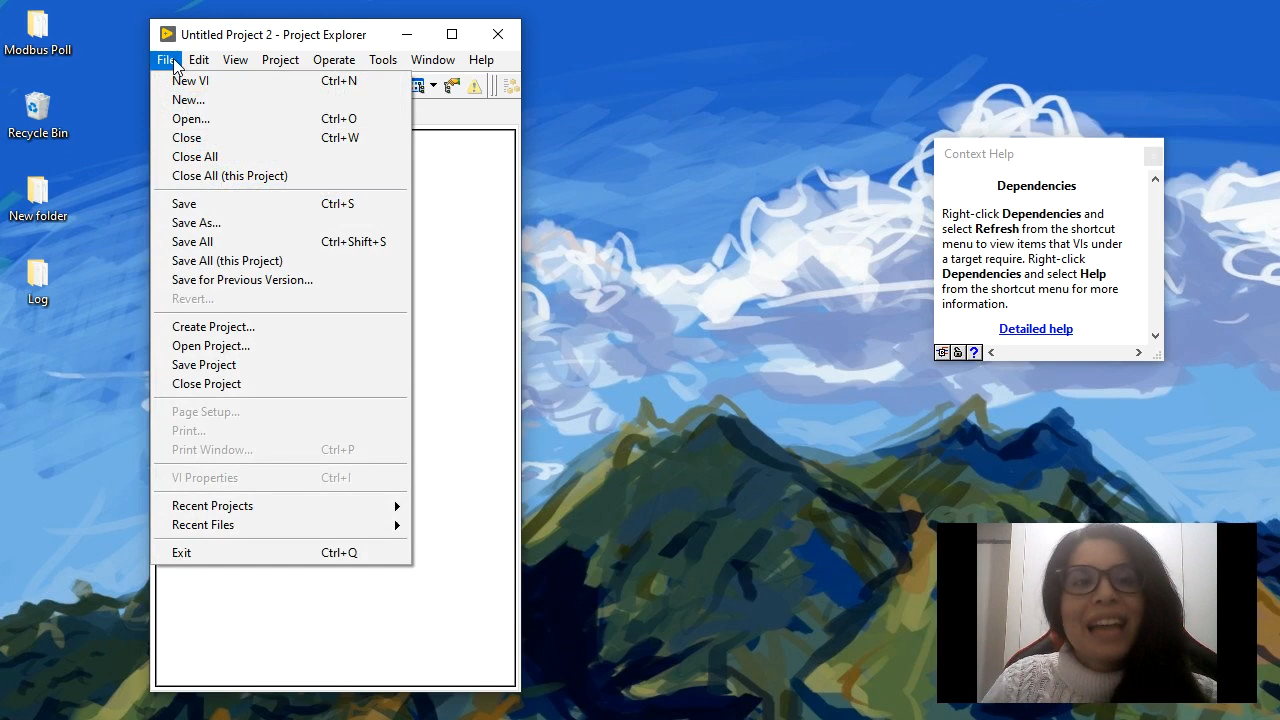 Modbus Poll
Recycle Bin
New folder
Log
Untitled Project 2 - Project Explorer
File Edit View Project Operate Tools Window Help
New VI Ctrl+N
New...
Open... Ctrl+O
Close Ctrl+W
Close All
Close All (this Project)
Save Ctrl+S
Save As...
Save All Ctrl+Shift+S
Save All (this Project)
Save for Previous Version...
Revert...
Create Project...
Open Project...
Save Project
Close Project
Page Setup...
Print...
Print Window... Ctrl+P
VI Properties Ctrl+I
Recent Projects
Recent Files
Exit Ctrl+Q
Context Help
Dependencies
Right-click Dependencies and
select Refresh from the shortcut
menu to view items that VIs under
a target require. Right-click
Dependencies and select Help
from the shortcut menu for more
information.
Detailed help
?